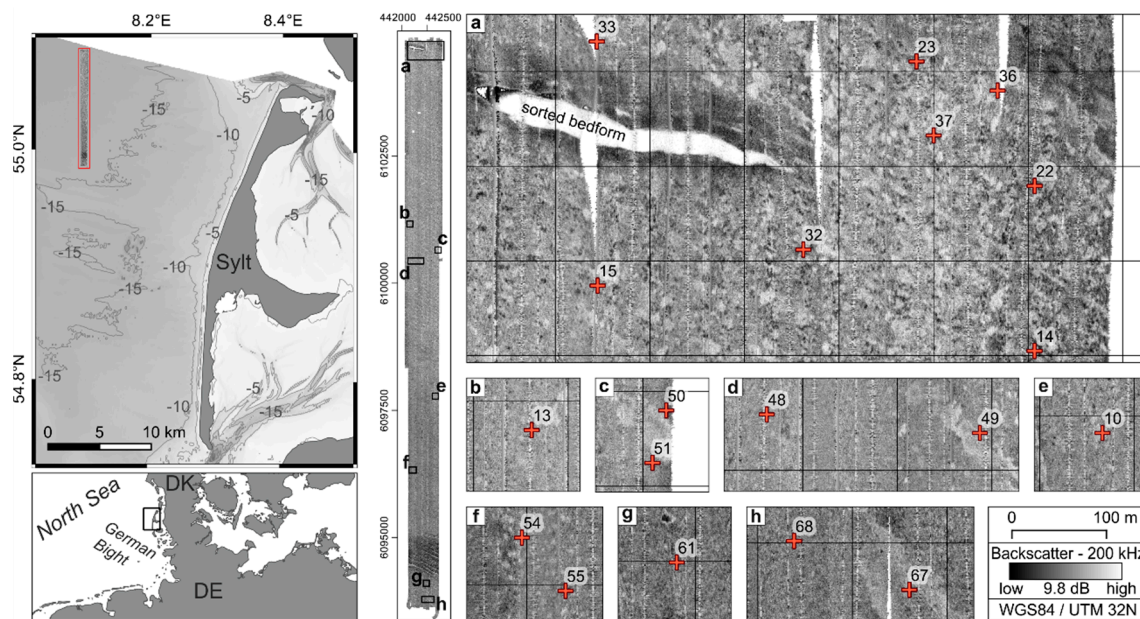 8.2°E
8.4°E
55.0°N
54.8°N
-5
-10
-15
-15
-10
-15
-5
-5
-15
-10
-15
-15
Sylt
-15
-5
-10
-15
0
5
10 km
North Sea
German
Bight
DK
DE
442000
442500
6102500
6100000
6097500
6095000
a
b
c
d
e
f
g
h
a
33
23
36
37
22
32
15
14
sorted bedform
b
13
c
50
51
d
48
49
e
10
f
54
55
g
61
h
68
67
0
100 m
Backscatter - 200 kHz
low 9.8 dB high
WGS84 / UTM 32N